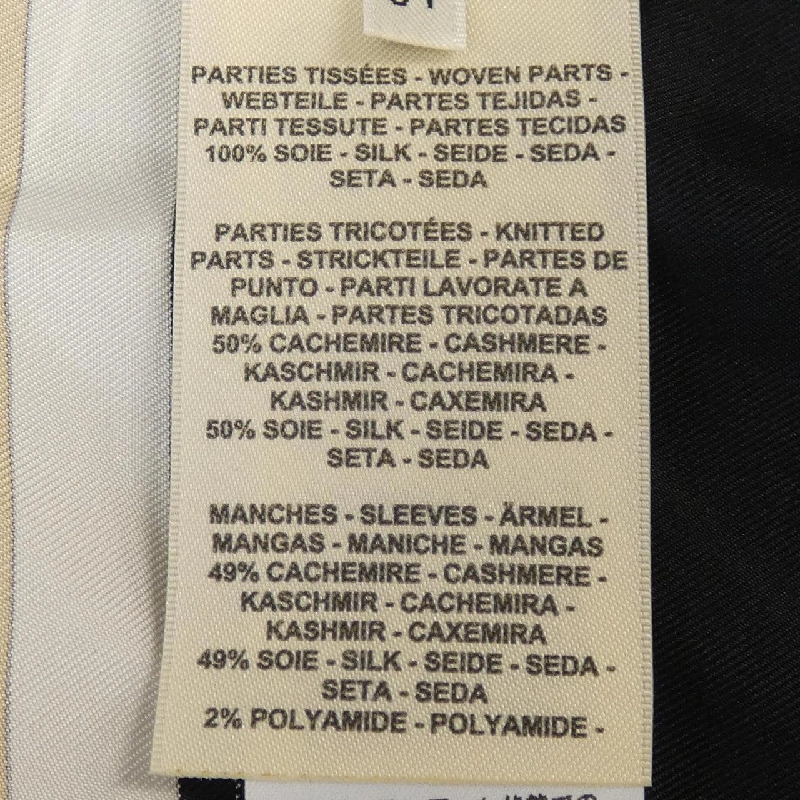 PARTIES TISSÉES - WOVEN PARTS -
WEBTEILE - PARTES TEJIDAS -
PARTI TESSUTE - PARTES TECIDAS
100% SOIE - SILK - SEIDE - SEDA -
SETA - SEDA
PARTIES TRICOTÉES - KNITTED
PARTS - STRICKTEILE - PARTES DE
PUNTO - PARTI LAVORATE A
MAGLIA - PARTES TRICOTADAS
50% CACHEMIRE - CASHMERE -
KASCHMIR - CACHEMIRA -
KASHMIR - CAXEMIRA
50% SOIE - SILK - SEIDE - SEDA -
SETA - SEDA
MANCHES - SLEEVES - ÄRMEL -
MANGAS - MANICHE - MANGAS
49% CACHEMIRE - CASHMERE -
KASCHMIR - CACHEMIRA -
KASHMIR - CAXEMIRA
49% SOIE - SILK - SEIDE - SEDA -
SETA - SEDA
2% POLYAMIDE - POLYAMIDE -